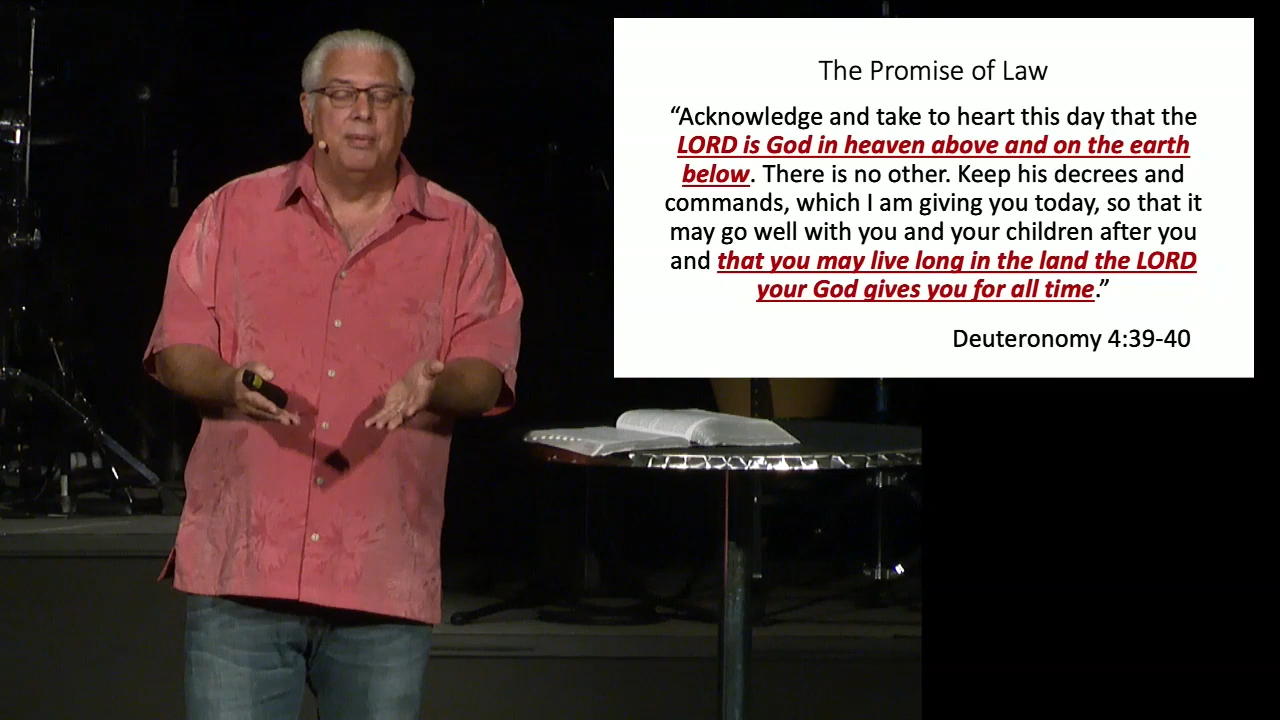 The Promise of Law
“Acknowledge and take to heart this day that the
LORD is God in heaven above and on the earth
below. There is no other. Keep his decrees and
commands, which I am giving you today, so that it
may go well with you and your children after you
and that you may live long in the land the LORD
your God gives you for all time.”
Deuteronomy 4:39-40